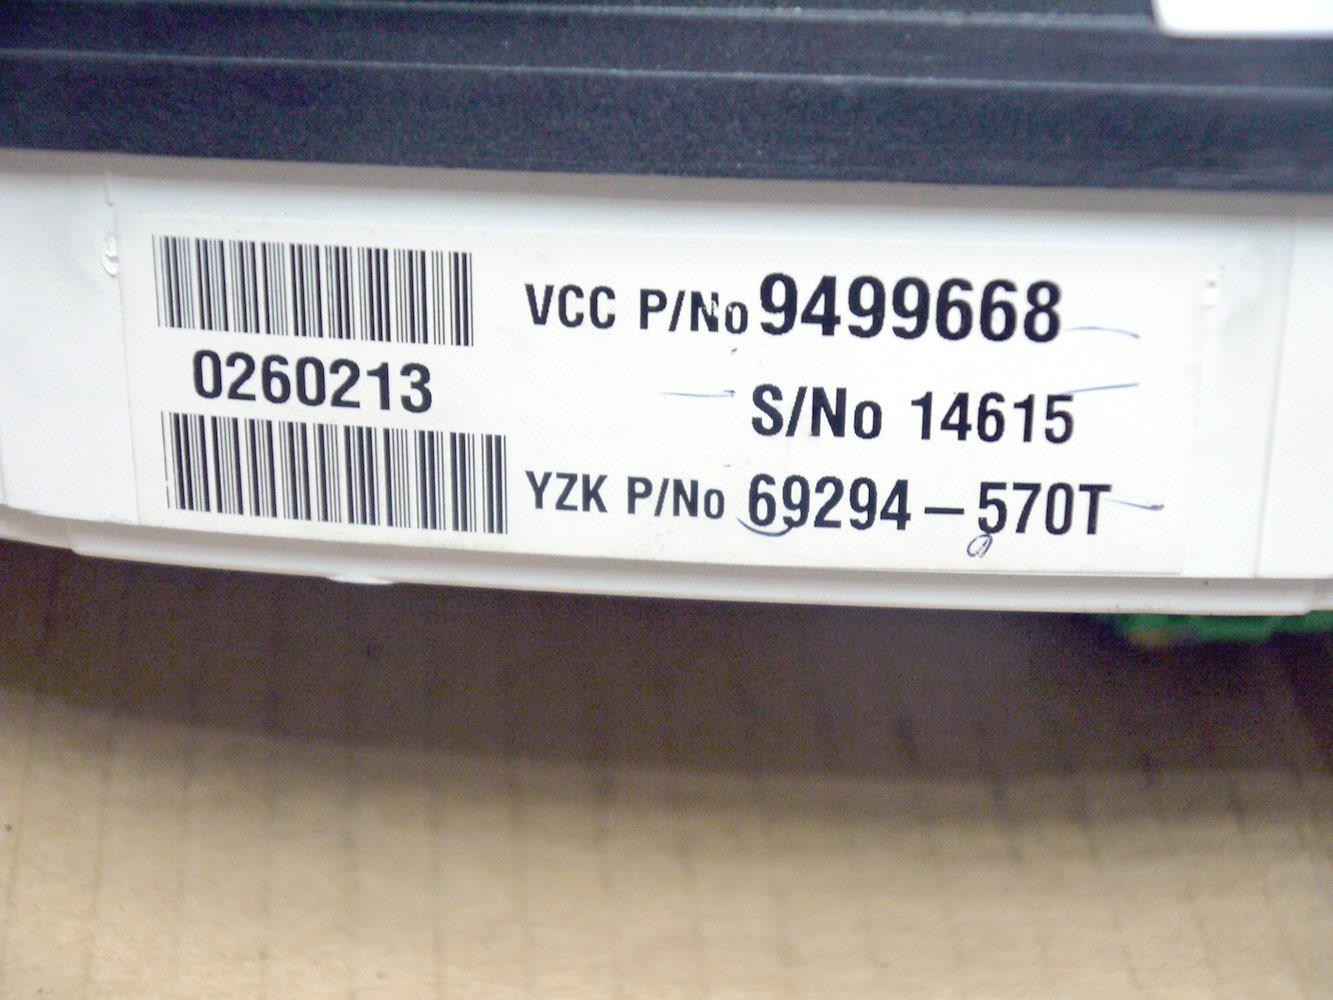 VCC P/No 9499668
0260213
S/No 14615
YZK P/No 69294-570T